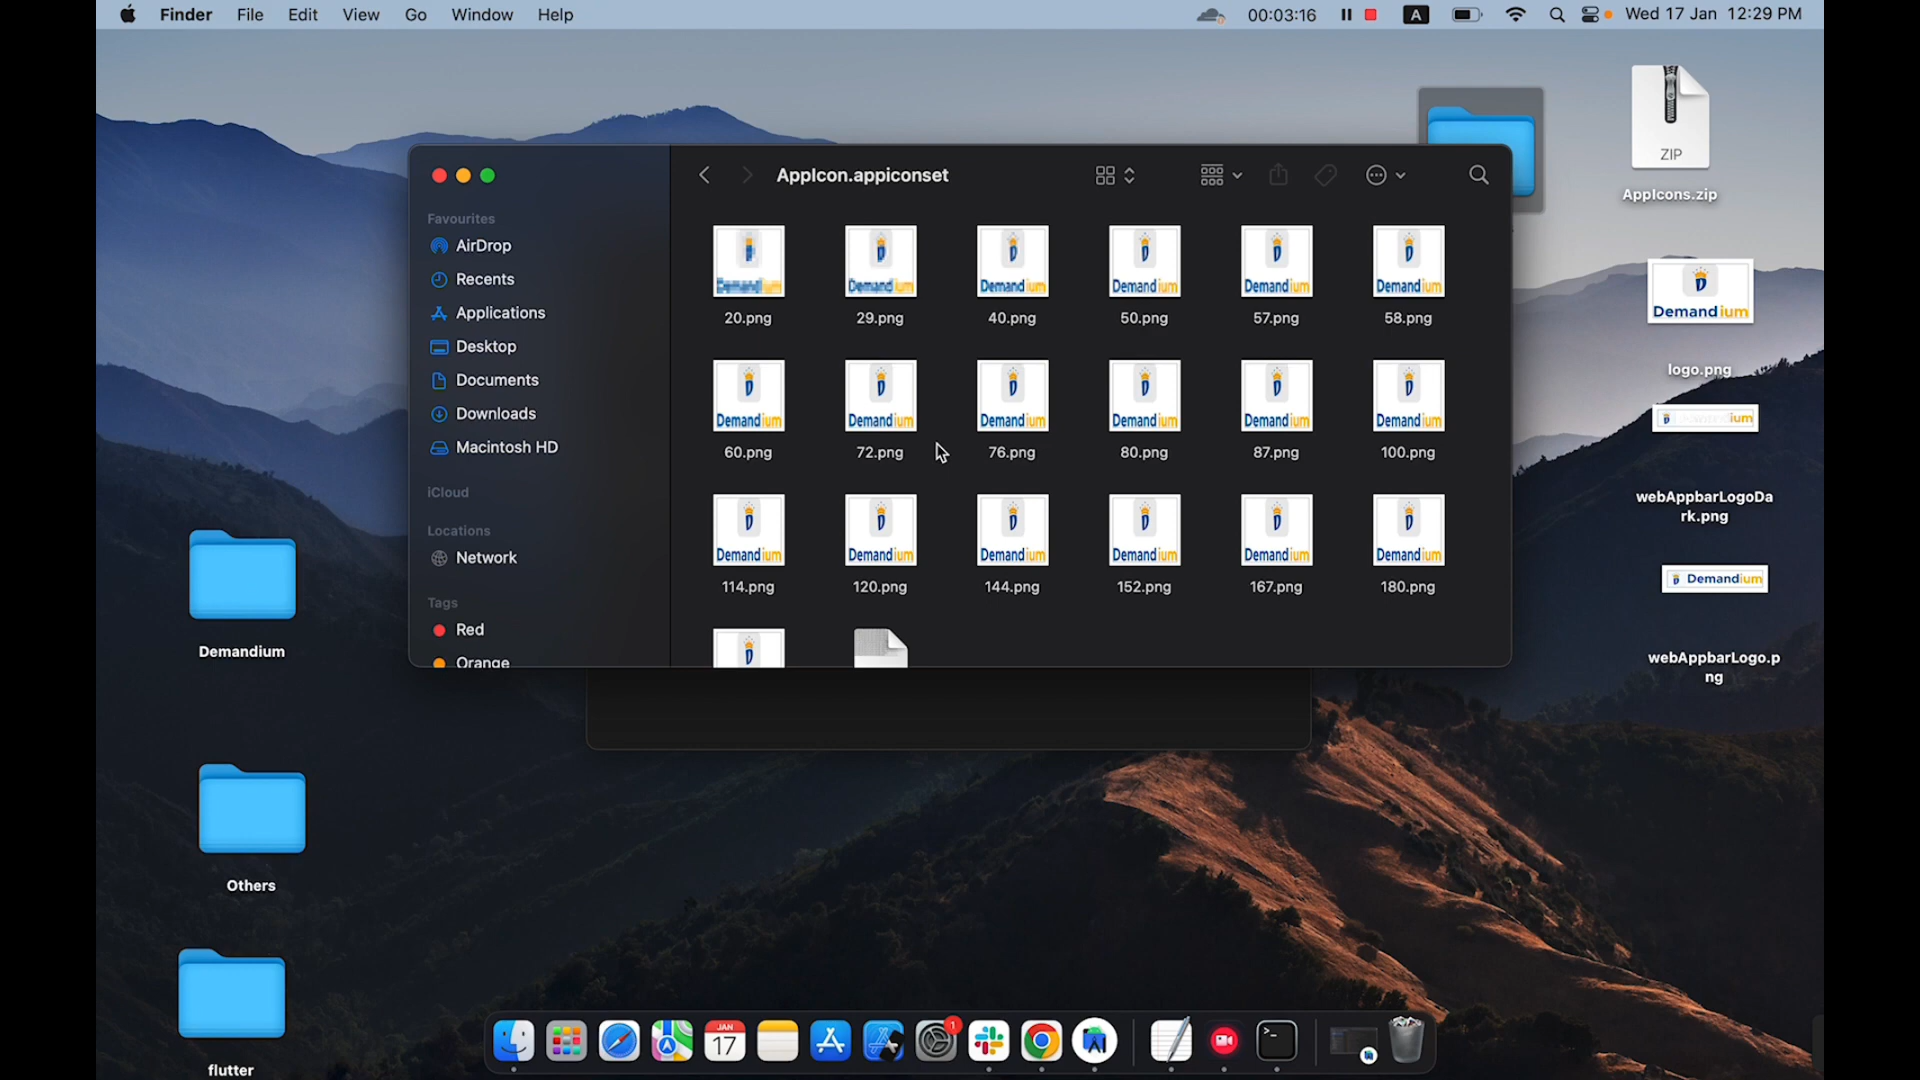 Finder File Edit View Go Window Help
00:03:16 A Wed 17 Jan 12:29 PM
AppIcon.appiconset
Favourites
AirDrop
Recents
Applications
Desktop
Documents
Downloads
Macintosh HD
iCloud
Locations
Network
Tags
Red
Orange
Demandium Demandium Demandium Demandium Demandium Demandium
20.png 29.png 40.png 50.png 57.png 58.png
Demandium Demandium Demandium Demandium Demandium Demandium
60.png 72.png 76.png 80.png 87.png 100.png
Demandium Demandium Demandium Demandium Demandium Demandium
114.png 120.png 144.png 152.png 167.png 180.png
ZIP
AppIcons.zip
Demandium
logo.png
ium
webAppbarLogoDa
rk.png
Demandium
webAppbarLogo.p
ng
Demandium
Others
flutter
JAN
17
1